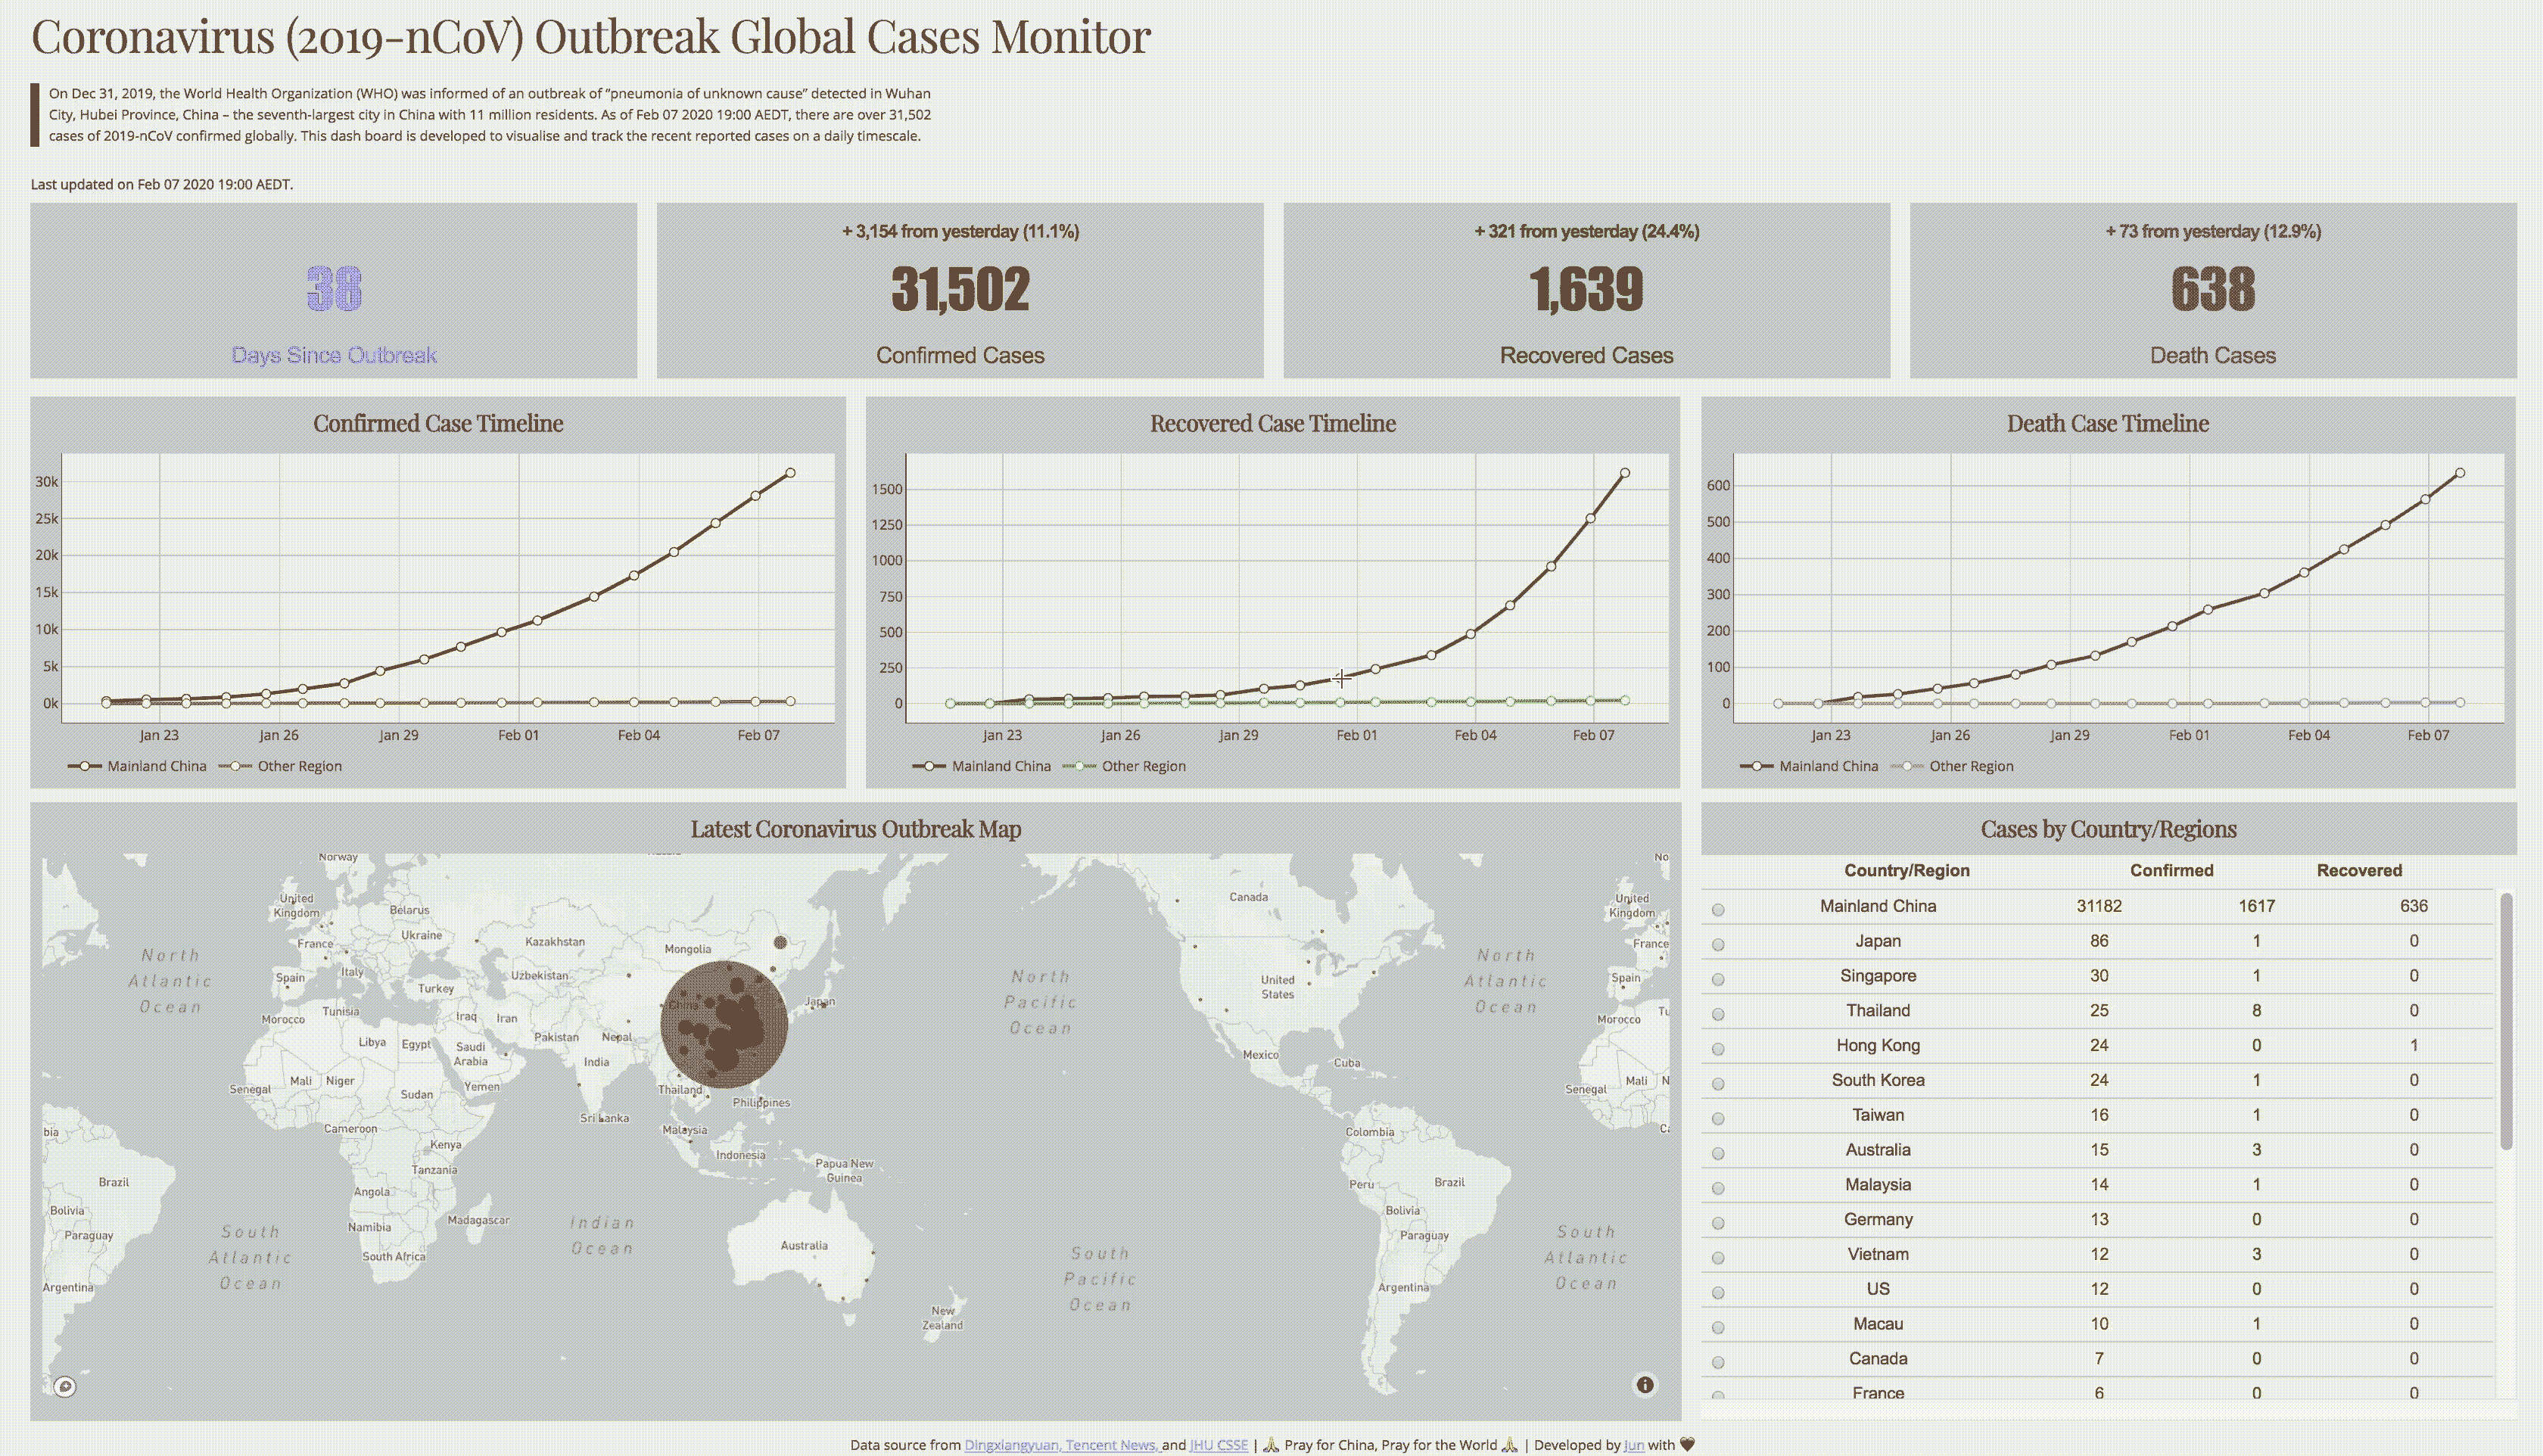 Coronavirus (2019-nCoV) Outbreak Global Cases Monitor
On Dec 31, 2019, the World Health Organization (WHO) was informed of an outbreak of “pneumonia of unknown cause” detected in Wuhan
City, Hubei Province, China – the seventh-largest city in China with 11 million residents. As of Feb 07 2020 19:00 AEDT, there are over 31,502
cases of 2019-nCoV confirmed globally. This dash board is developed to visualise and track the recent reported cases on a daily timescale.
Last updated on Feb 07 2020 19:00 AEDT.
38
Days Since Outbreak
+ 3,154 from yesterday (11.1%)
31,502
Confirmed Cases
+ 321 from yesterday (24.4%)
1,639
Recovered Cases
+ 73 from yesterday (12.9%)
638
Death Cases
Confirmed Case Timeline
30k
25k
20k
15k
10k
5k
0k
Jan 23 Jan 26 Jan 29 Feb 01 Feb 04 Feb 07
Mainland China Other Region
Recovered Case Timeline
1500
1250
1000
750
500
250
0
Jan 23 Jan 26 Jan 29 Feb 01 Feb 04 Feb 07
Mainland China Other Region
Death Case Timeline
600
500
400
300
200
100
0
Jan 23 Jan 26 Jan 29 Feb 01 Feb 04 Feb 07
Mainland China Other Region
Latest Coronavirus Outbreak Map
Norway
No
United
Kingdom
Belarus
Ukraine
France
Kazakhstan
Mongolia
Italy
Spain
Uzbekistan
Turkey
China
Japan
Morocco
Tunisia
Iraq
Iran
Pakistan
Nepal
Libya
Egypt
Saudi
Arabia
India
Mali
Niger
Senegal
Sudan
Yemen
Thailand
Philippines
Sri Lanka
Cameroon
Kenya
Malaysia
Indonesia
Tanzania
Papua New
Guinea
Angola
Namibia
Madagascar
South Africa
Australia
New
Zealand
North
Atlantic
Ocean
South
Atlantic
Ocean
Indian
Ocean
North
Pacific
Ocean
South
Pacific
Ocean
bia
Brazil
Bolivia
Paraguay
Argentina
Canada
United
States
Mexico
Cuba
Colombia
Peru
Brazil
Bolivia
Paraguay
Argentina
North
Atlantic
Ocean
South
Atlantic
Ocean
United
Kingdom
France
Spain
Morocco
Tu
Mali
N
Senegal
Cases by Country/Regions
Country/Region Confirmed Recovered
Mainland China 31182 1617 636
Japan 86 1 0
Singapore 30 1 0
Thailand 25 8 0
Hong Kong 24 0 1
South Korea 24 1 0
Taiwan 16 1 0
Australia 15 3 0
Malaysia 14 1 0
Germany 13 0 0
Vietnam 12 3 0
US 12 0 0
Macau 10 1 0
Canada 7 0 0
France 6 0 0
Data source from Dingxiangyuan, Tencent News, and JHU CSSE | 🙏 Pray for China, Pray for the World 🙏 | Developed by Jun with 🖤